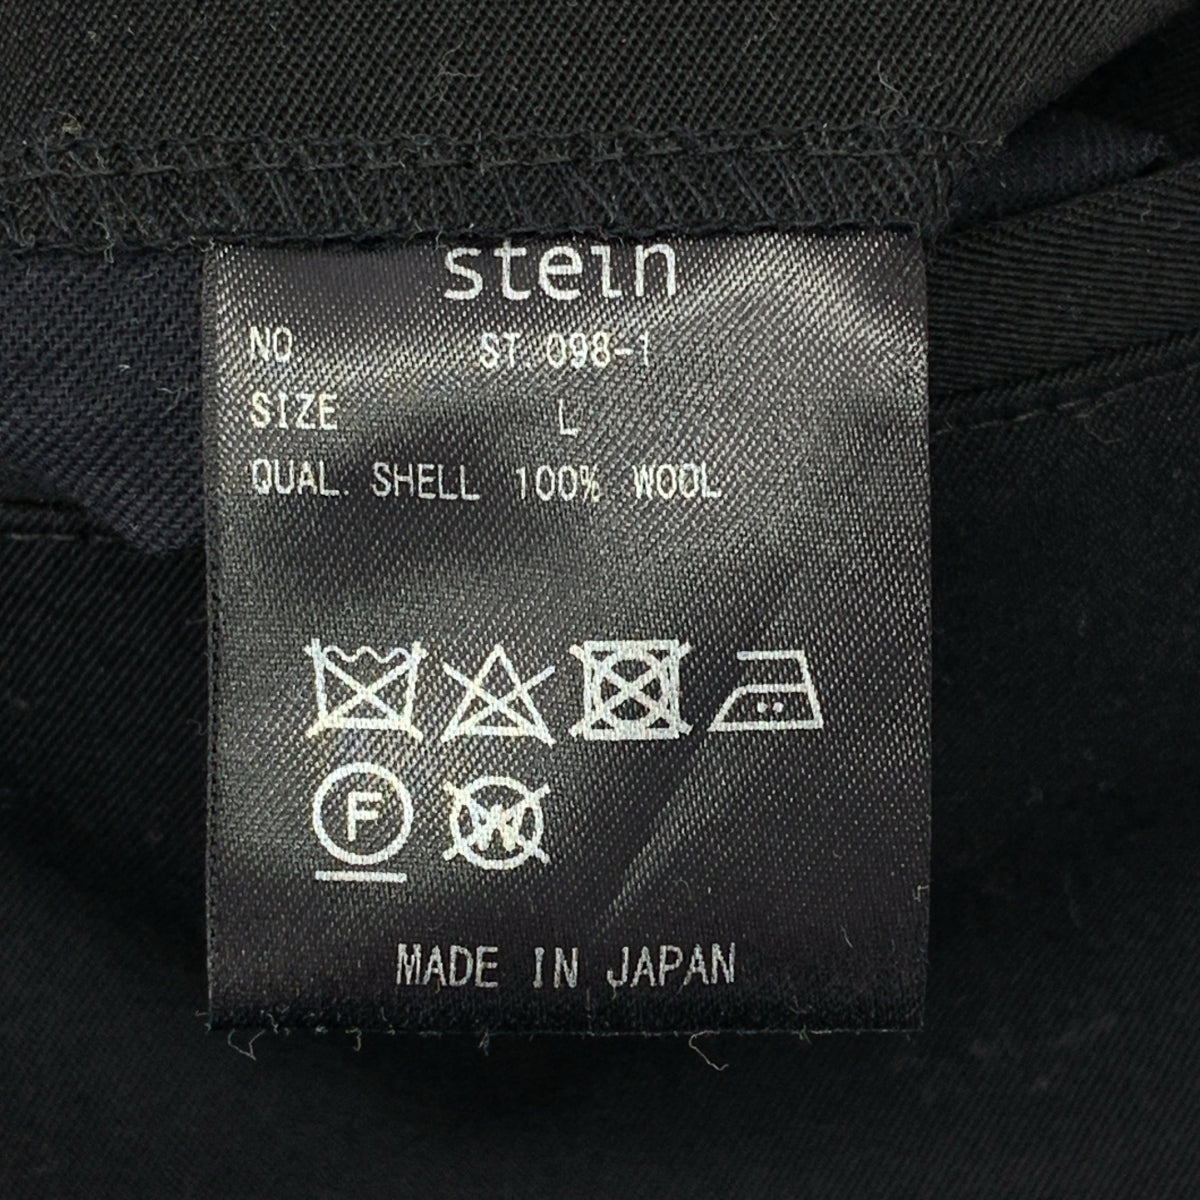 stein
NO. ST.098-1
SIZE L
QUAL. SHELL 100% WOOL
F
W
MADE IN JAPAN